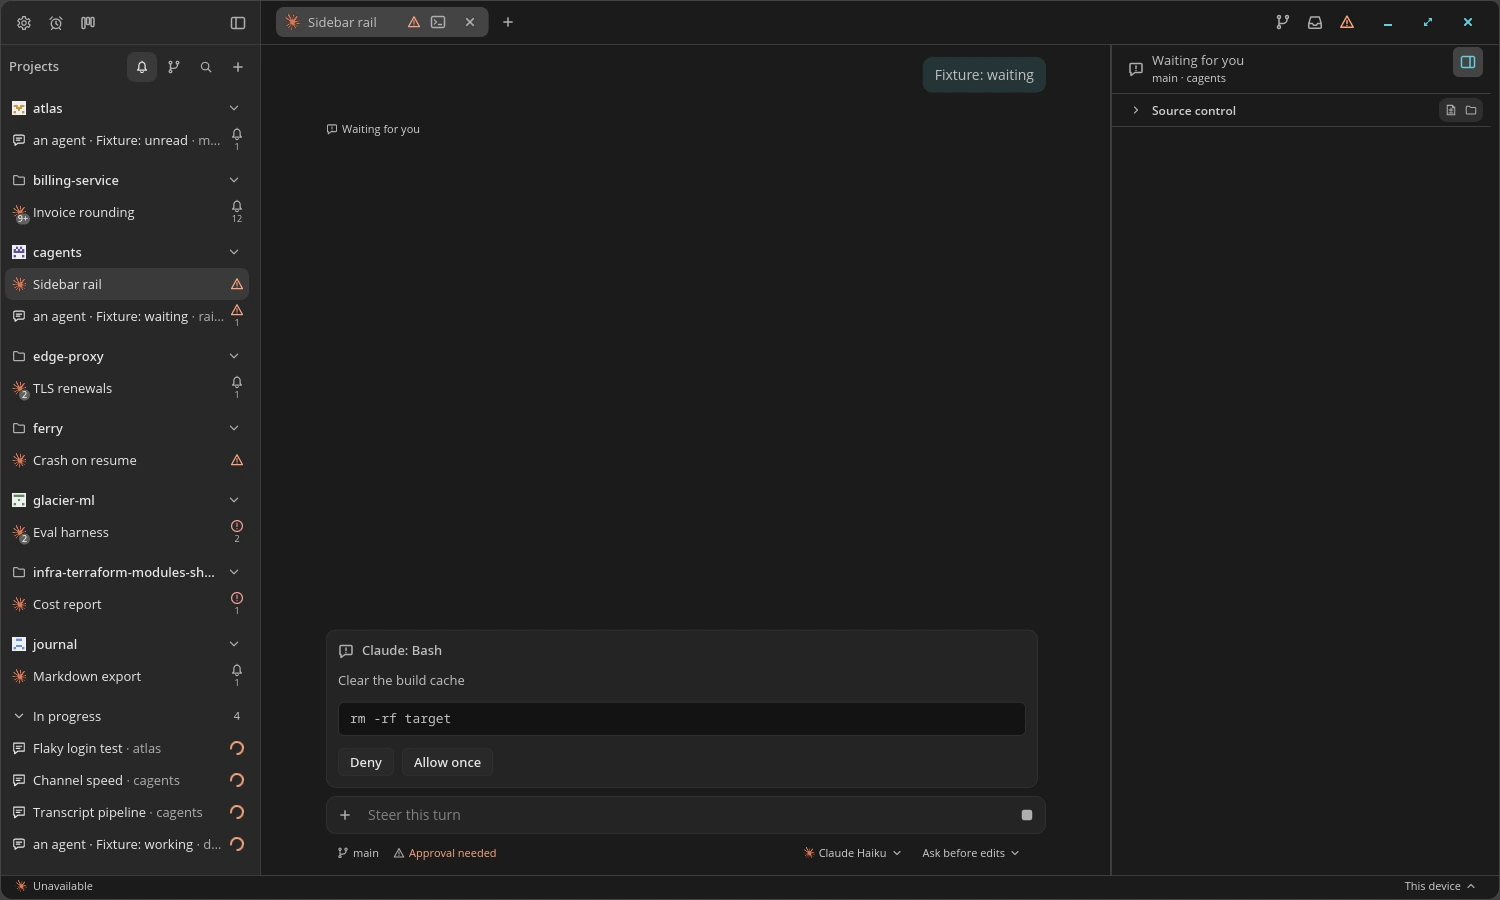 Sidebar rail
Projects
atlas
an agent · Fixture: unread · m...
1
billing-service
9+
Invoice rounding
12
cagents
Sidebar rail
an agent · Fixture: waiting · rai...
1
edge-proxy
2
TLS renewals
1
ferry
Crash on resume
glacier-ml
2
Eval harness
2
infra-terraform-modules-sh...
Cost report
1
journal
Markdown export
1
In progress
4
Flaky login test · atlas
Channel speed · cagents
Transcript pipeline · cagents
an agent · Fixture: working · d...
Fixture: waiting
Waiting for you
Claude: Bash
Clear the build cache
rm -rf target
Deny
Allow once
Steer this turn
main
Approval needed
Claude Haiku
Ask before edits
Waiting for you
main · cagents
Source control
Unavailable
This device